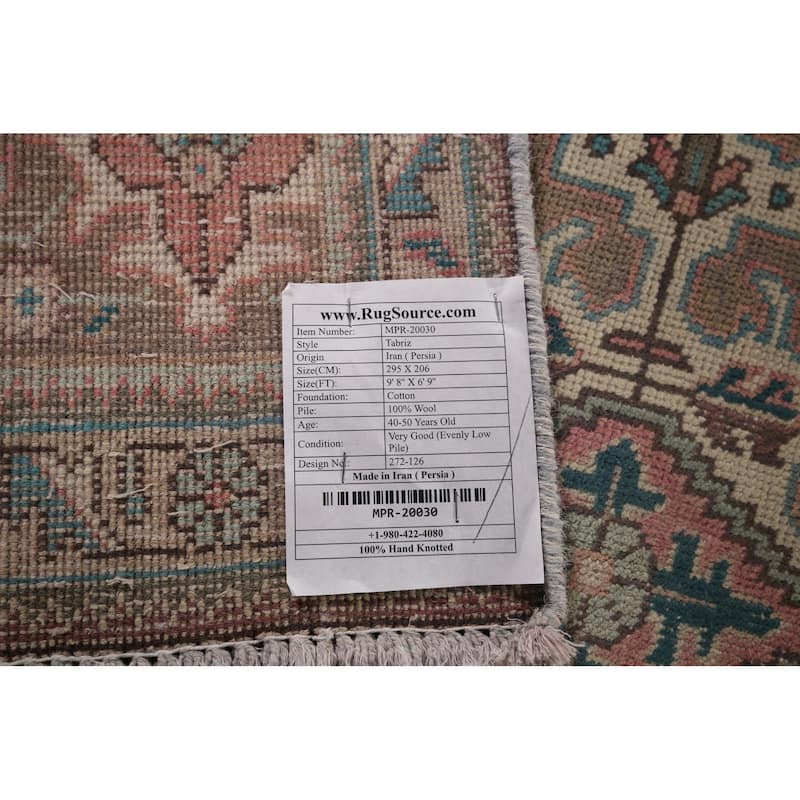 www.RugSource.com
Item Number: MPR-20030
Style Tabriz
Origin Iran ( Persia )
Size(CM): 295 X 206
Size(FT): 9' 8" X 6' 9"
Foundation: Cotton
Pile: 100% Wool
Age: 40-50 Years Old
Condition: Very Good (Evenly Low
Pile)
Design No.: 272-126
Made in Iran ( Persia )
MPR-20030
+1-980-422-4080
100% Hand Knotted